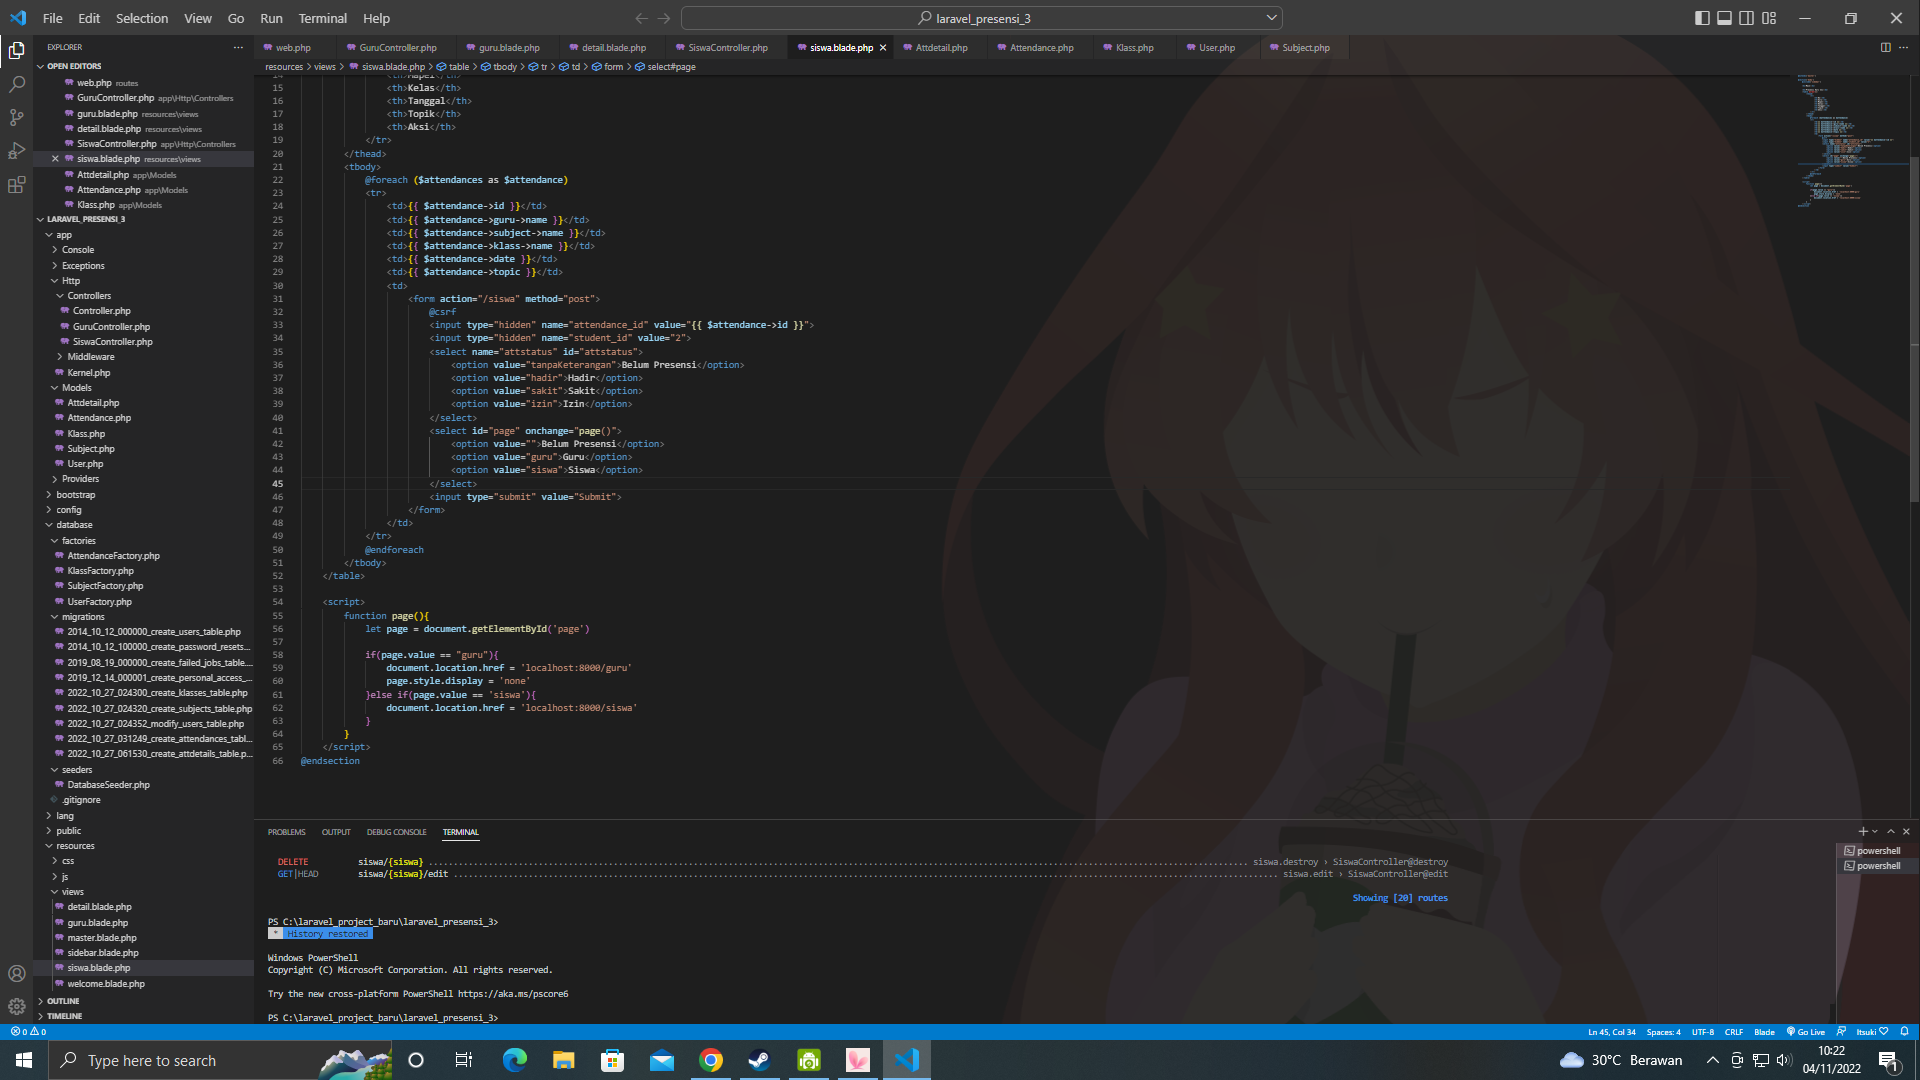 File Edit Selection View Go Run Terminal Help
laravel_presensi_3
EXPLORER
OPEN EDITORS
web.php routes
GuruController.php app\Http\Controllers
guru.blade.php resources\views
detail.blade.php resources\views
SiswaController.php app\Http\Controllers
siswa.blade.php resources\views
Attdetail.php app\Models
Attendance.php app\Models
Klass.php app\Models
LARAVEL_PRESENSI_3
app
Console
Exceptions
Http
Controllers
Controller.php
GuruController.php
SiswaController.php
Middleware
Kernel.php
Models
Attdetail.php
Attendance.php
Klass.php
Subject.php
User.php
Providers
bootstrap
config
database
factories
AttendanceFactory.php
KlassFactory.php
SubjectFactory.php
UserFactory.php
migrations
2014_10_12_000000_create_users_table.php
2014_10_12_100000_create_password_resets...
2019_08_19_000000_create_failed_jobs_table....
2019_12_14_000001_create_personal_access_...
2022_10_27_024300_create_klasses_table.php
2022_10_27_024320_create_subjects_table.php
2022_10_27_024352_modify_users_table.php
2022_10_27_031249_create_attendances_tabl...
2022_10_27_061530_create_attdetails_table.p...
seeders
DatabaseSeeder.php
.gitignore
lang
public
resources
css
js
views
detail.blade.php
guru.blade.php
master.blade.php
sidebar.blade.php
siswa.blade.php
welcome.blade.php
OUTLINE
TIMELINE
web.php GuruController.php guru.blade.php detail.blade.php SiswaController.php siswa.blade.php Attdetail.php Attendance.php Klass.php User.php Subject.php
resources > views > siswa.blade.php > table > tbody > tr > td > form > select#page
14 <th>Mapel</th>
15 <th>Kelas</th>
16 <th>Tanggal</th>
17 <th>Topik</th>
18 <th>Aksi</th>
19 </tr>
20 </thead>
21 <tbody>
22 @foreach ($attendances as $attendance)
23 <tr>
24 <td>{{ $attendance->id }}</td>
25 <td>{{ $attendance->guru->name }}</td>
26 <td>{{ $attendance->subject->name }}</td>
27 <td>{{ $attendance->klass->name }}</td>
28 <td>{{ $attendance->date }}</td>
29 <td>{{ $attendance->topic }}</td>
30 <td>
31 <form action="/siswa" method="post">
32 @csrf
33 <input type="hidden" name="attendance_id" value="{{ $attendance->id }}">
34 <input type="hidden" name="student_id" value="2">
35 <select name="attstatus" id="attstatus">
36 <option value="tanpaKeterangan">Belum Presensi</option>
37 <option value="hadir">Hadir</option>
38 <option value="sakit">Sakit</option>
39 <option value="izin">Izin</option>
40 </select>
41 <select id="page" onchange="page()">
42 <option value="">Belum Presensi</option>
43 <option value="guru">Guru</option>
44 <option value="siswa">Siswa</option>
45 </select>
46 <input type="submit" value="Submit">
47 </form>
48 </td>
49 </tr>
50 @endforeach
51 </tbody>
52 </table>
53
54 <script>
55 function page(){
56 let page = document.getElementById('page')
57
58 if(page.value == "guru"){
59 document.location.href = 'localhost:8000/guru'
60 page.style.display = 'none'
61 }else if(page.value == 'siswa'){
62 document.location.href = 'localhost:8000/siswa'
63 }
64 }
65 </script>
66 @endsection
PROBLEMS OUTPUT DEBUG CONSOLE TERMINAL
DELETE siswa/{siswa} ........ siswa.destroy › SiswaController@destroy
GET|HEAD siswa/{siswa}/edit ........ siswa.edit › SiswaController@edit
Showing [20] routes
PS C:\laravel_project_baru\laravel_presensi_3>
* History restored
Windows PowerShell
Copyright (C) Microsoft Corporation. All rights reserved.
Try the new cross-platform PowerShell https://aka.ms/pscore6
PS C:\laravel_project_baru\laravel_presensi_3>
powershell
powershell
0 0 Ln 45, Col 34 Spaces: 4 UTF-8 CRLF Blade Go Live Itsuki
Type here to search
30°C Berawan
10:22
04/11/2022
1